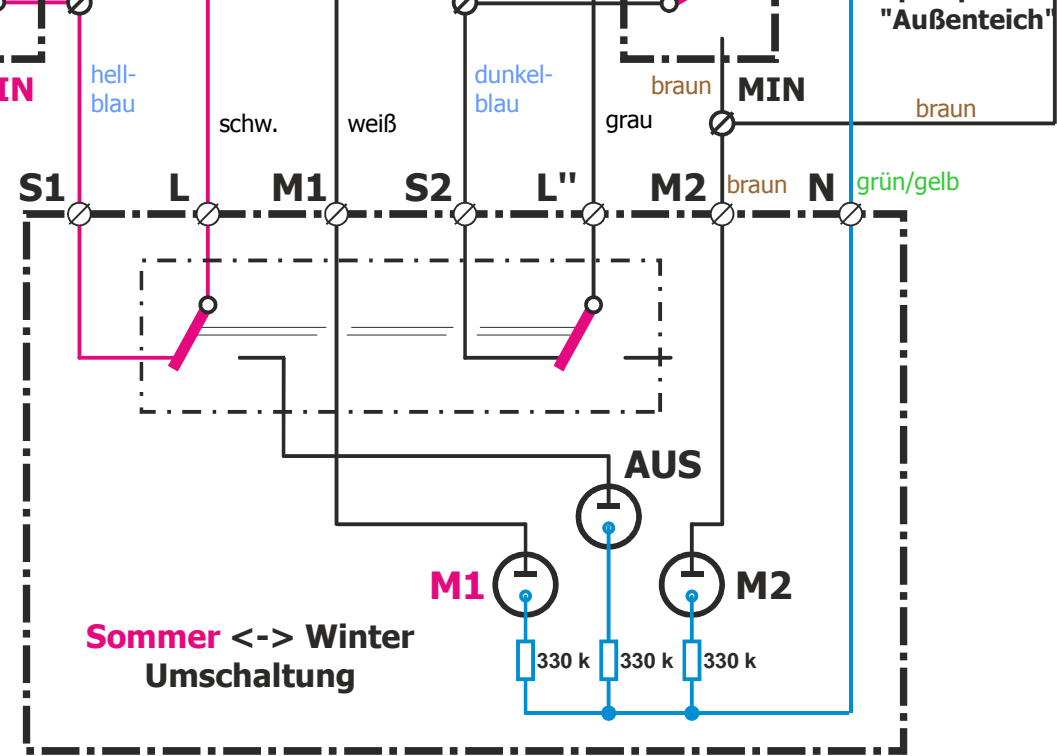 "Außenteich"
IN
hell-
blau
dunkel-
blau
braun
MIN
braun
schw.
weiß
grau
S1
L
M1
S2
L"
M2
braun
N
grün/gelb
AUS
M1
M2
330 k
330 k
330 k
Sommer <-> Winter
Umschaltung